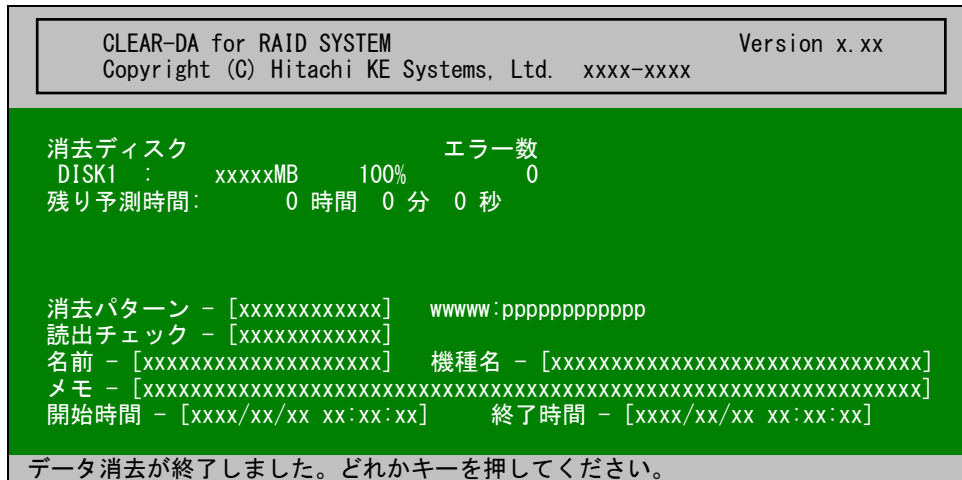 CLEAR-DA for RAID SYSTEM Version x.xx
Copyright (C) Hitachi KE Systems, Ltd. xxxx-xxxx
消去ディスク エラー数
DISK1 : xxxxxMB 100% 0
残り予測時間: 0 時間 0 分 0 秒
消去パターン - [xxxxxxxxxxxx] wwwww:pppppppppppp
読出チェック - [xxxxxxxxxxxx]
名前 - [xxxxxxxxxxxxxxxxxxxx] 機種名 - [xxxxxxxxxxxxxxxxxxxxxxxxxxxxxx]
メモ - [xxxxxxxxxxxxxxxxxxxxxxxxxxxxxxxxxxxxxxxxxxxxxxxxxxxxxxxxxxxx]
開始時間 - [xxxx/xx/xx xx:xx:xx] 終了時間 - [xxxx/xx/xx xx:xx:xx]
データ消去が終了しました。どれかキーを押してください。